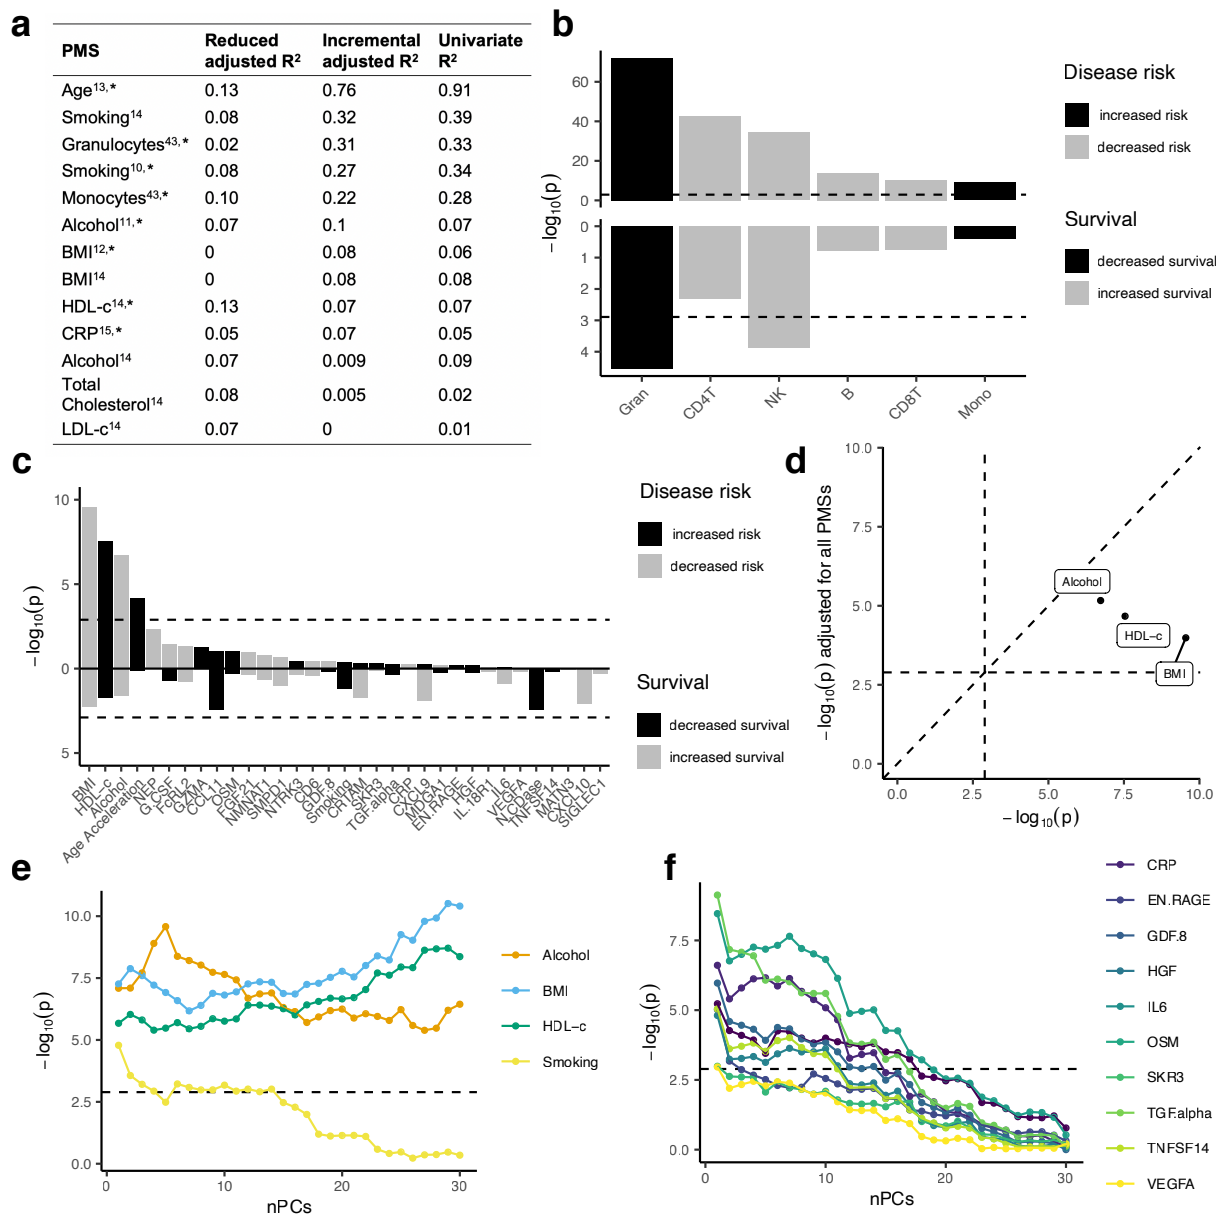 a
PMS Reduced adjusted R² Incremental adjusted R² Univariate R²
Age¹³,* 0.13 0.76 0.91
Smoking¹⁴ 0.08 0.32 0.39
Granulocytes⁴³,* 0.02 0.31 0.33
Smoking¹⁰,* 0.08 0.27 0.34
Monocytes⁴³,* 0.10 0.22 0.28
Alcohol¹¹,* 0.07 0.1 0.07
BMI¹²,* 0 0.08 0.06
BMI¹⁴ 0 0.08 0.08
HDL-c¹⁴,* 0.13 0.07 0.07
CRP¹⁵,* 0.05 0.07 0.05
Alcohol¹⁴ 0.07 0.009 0.09
Total Cholesterol¹⁴ 0.08 0.005 0.02
LDL-c¹⁴ 0.07 0 0.01
b
−log₁₀(p)
60
40
20
0
0
1
2
3
4
Gran CD4T NK B CD8T Mono
Disease risk
increased risk
decreased risk
Survival
decreased survival
increased survival
c
−log₁₀(p)
10
5
0
5
BMI HDL−c Alcohol Age Acceleration NEP G.CSF FcRL2 GZMA CCL11 OSM FGF21 NMNAT1 SMPD1 NTRK3 CD6 GDF.8 Smoking CRTAM SKR3 TGF.alpha CRP CXCL9 MDGA1 EN.RAGE HGF IL.18R1 IL6 VEGFA N.CDase TNFSF14 MATN3 CXCL10 SIGLEC1
Disease risk
increased risk
decreased risk
Survival
decreased survival
increased survival
d
−log₁₀(p) adjusted for all PMSs
10.0
7.5
5.0
2.5
0.0
Alcohol
HDL−c
BMI
0.0 2.5 5.0 7.5 10.0
−log₁₀(p)
e
−log₁₀(p)
10.0
7.5
5.0
2.5
0.0
0 10 20 30
nPCs
Alcohol
BMI
HDL−c
Smoking
f
−log₁₀(p)
7.5
5.0
2.5
0.0
0 10 20 30
nPCs
CRP
EN.RAGE
GDF.8
HGF
IL6
OSM
SKR3
TGF.alpha
TNFSF14
VEGFA